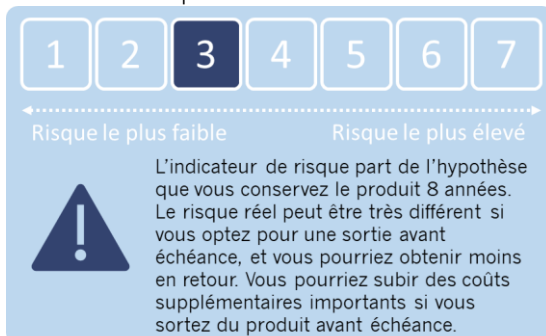 1 2 3 4 5 6 7
Risque le plus faible Risque le plus élevé
L'indicateur de risque part de l'hypothèse
que vous conservez le produit 8 années.
Le risque réel peut être très différent si
vous optez pour une sortie avant
échéance, et vous pourriez obtenir moins
en retour. Vous pourriez subir des coûts
supplémentaires importants si vous
sortez du produit avant échéance.